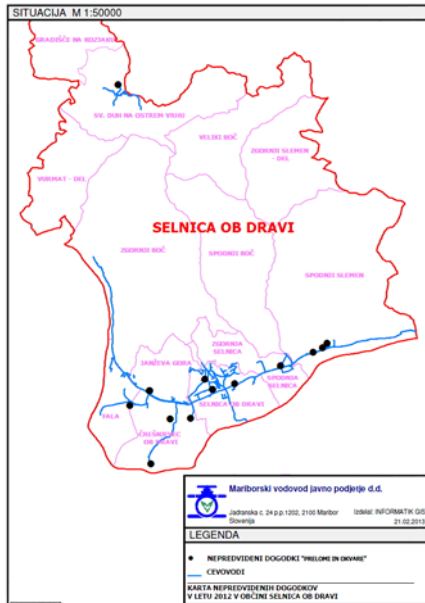 SITUACIJA M 1:50000
GRADIŠČE NA KOZJAKU
SV. DUH NA OSTREM VRHU
VELIKI BOČ
ZGORNJI SLEMEN
- DEL
VURMAT - DEL
SELNICA OB DRAVI
ZGORNJI BOČ
SPODNJI BOČ
SPODNJI SLEMEN
ZGORNJA
SELNICA
JANŽEVA GORA
SPODNJA
SELNICA
FALA
SELNICA OB DRAVI
ČREŠNJEVEC
OB DRAVI
Mariborski vodovod javno podjetje d.d.
Jadranska c. 24 p.p.1202, 2100 Maribor
Slovenija
Izdelal: INFORMATIK GIS
21.02.2013
LEGENDA
NEPREDVIDENI DOGODKI "PRELOMI IN OKVARE"
CEVOVODI
KARTA NEPREDVIDENIH DOGODKOV
V LETU 2012 V OBČINI SELNICA OB DRAVI